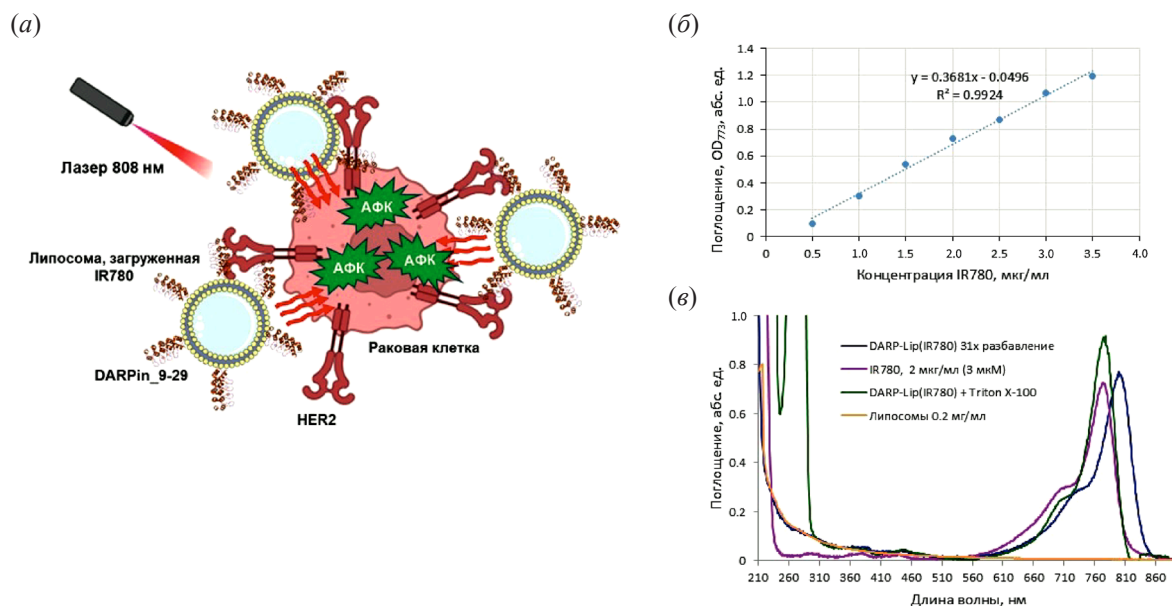 (а)
Лазер 808 нм
АФК
АФК
АФК
Липосома, загруженная
IR780
DARPin_9-29
Раковая клетка
HER2
(б)
Поглощение, OD773, абс. ед.
1.4
1.2
1.0
0.8
0.6
0.4
0.2
0
y = 0.3681x - 0.0496
R² = 0.9924
0 0.5 1.0 1.5 2.0 2.5 3.0 3.5 4.0
Концентрация IR780, мкг/мл
(в)
Поглощение, абс. ед.
1.0
0.8
0.6
0.4
0.2
0
DARP-Lip(IR780) 31x разбавление
IR780, 2 мкг/мл (3 мкМ)
DARP-Lip(IR780) + Triton X-100
Липосомы 0.2 мг/мл
210 260 310 360 410 460 510 560 610 660 710 760 810 860
Длина волны, нм